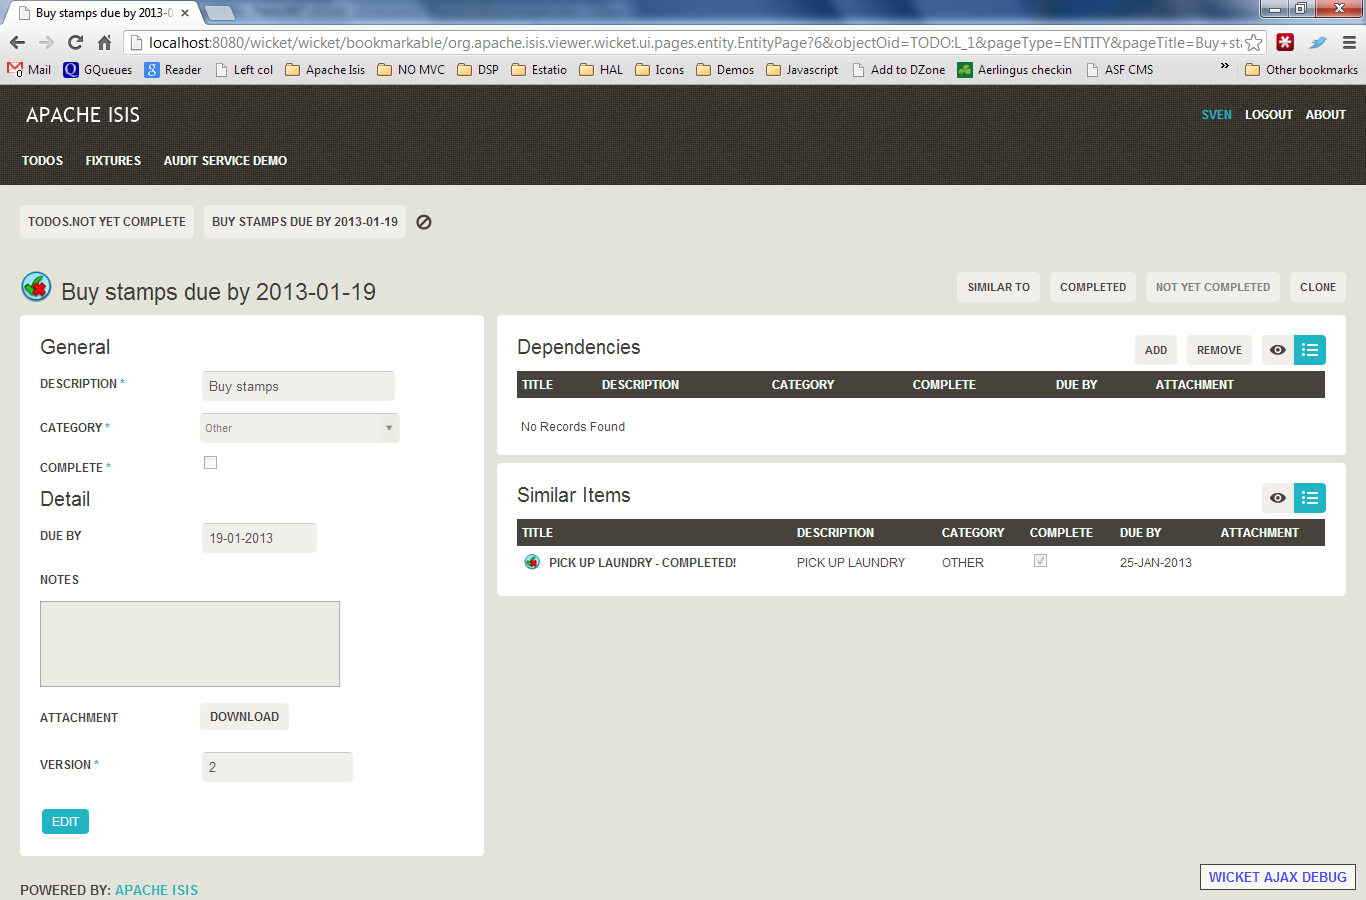 Buy stamps due by 2013-0
localhost:8080/wicket/wicket/bookmarkable/org.apache.isis.viewer.wicket.ui.pages.entity.EntityPage?6&objectOid=TODO:L_1&pageType=ENTITY&pageTitle=Buy+sta
Mail GQueues Reader Left col Apache Isis NO MVC DSP Estatio HAL Icons Demos Javascript Add to DZone Aerlingus checkin ASF CMS » Other bookmarks
APACHE ISIS SVEN LOGOUT ABOUT
TODOS FIXTURES AUDIT SERVICE DEMO
TODOS.NOT YET COMPLETE BUY STAMPS DUE BY 2013-01-19
Buy stamps due by 2013-01-19 SIMILAR TO COMPLETED NOT YET COMPLETED CLONE
General
DESCRIPTION * Buy stamps
CATEGORY * Other
COMPLETE *
Detail
DUE BY 19-01-2013
NOTES
ATTACHMENT DOWNLOAD
VERSION * 2
EDIT
Dependencies ADD REMOVE
TITLE DESCRIPTION CATEGORY COMPLETE DUE BY ATTACHMENT
No Records Found
Similar Items
TITLE DESCRIPTION CATEGORY COMPLETE DUE BY ATTACHMENT
PICK UP LAUNDRY - COMPLETED! PICK UP LAUNDRY OTHER 25-JAN-2013
POWERED BY: APACHE ISIS
WICKET AJAX DEBUG